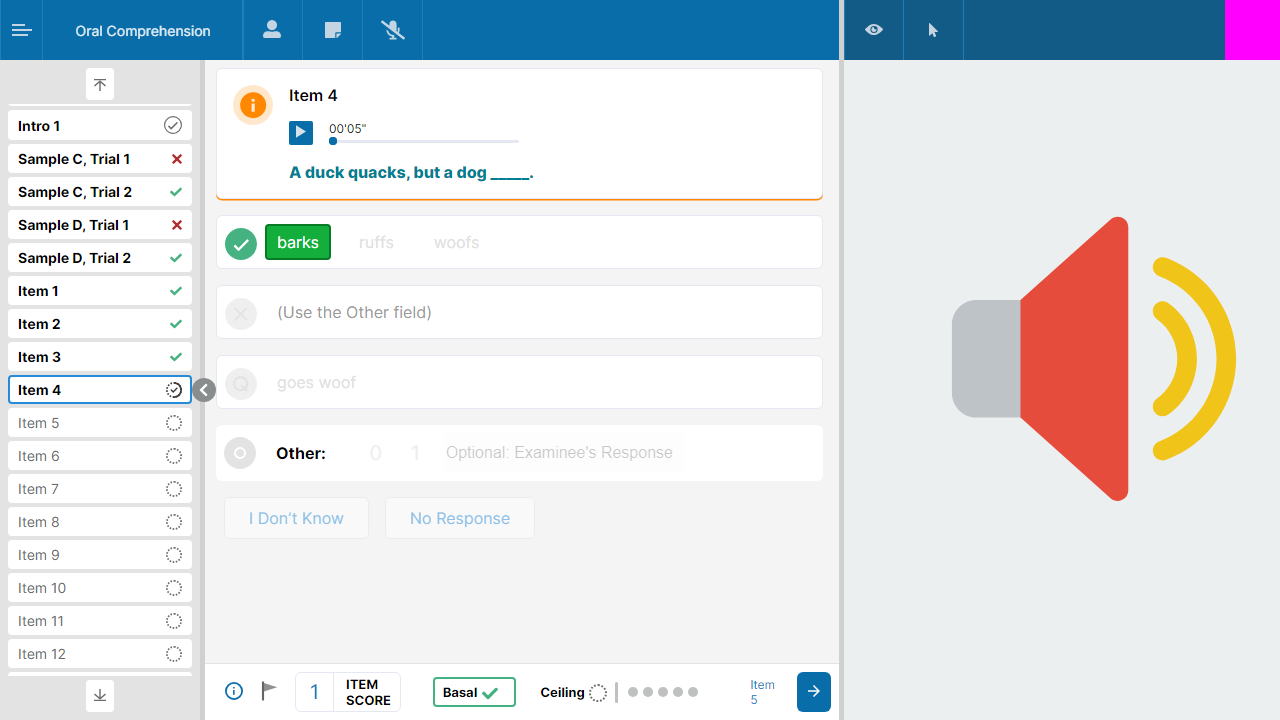 Oral Comprehension
Intro 1
Sample C, Trial 1
Sample C, Trial 2
Sample D, Trial 1
Sample D, Trial 2
Item 1
Item 2
Item 3
Item 4
Item 5
Item 6
Item 7
Item 8
Item 9
Item 10
Item 11
Item 12
Item 4
00'05"
A duck quacks, but a dog _____.
barks ruffs woofs
(Use the Other field)
Q goes woof
Other: 0 1 Optional: Examinee's Response
I Don't Know No Response
1 ITEM SCORE
Basal
Ceiling
Item 5